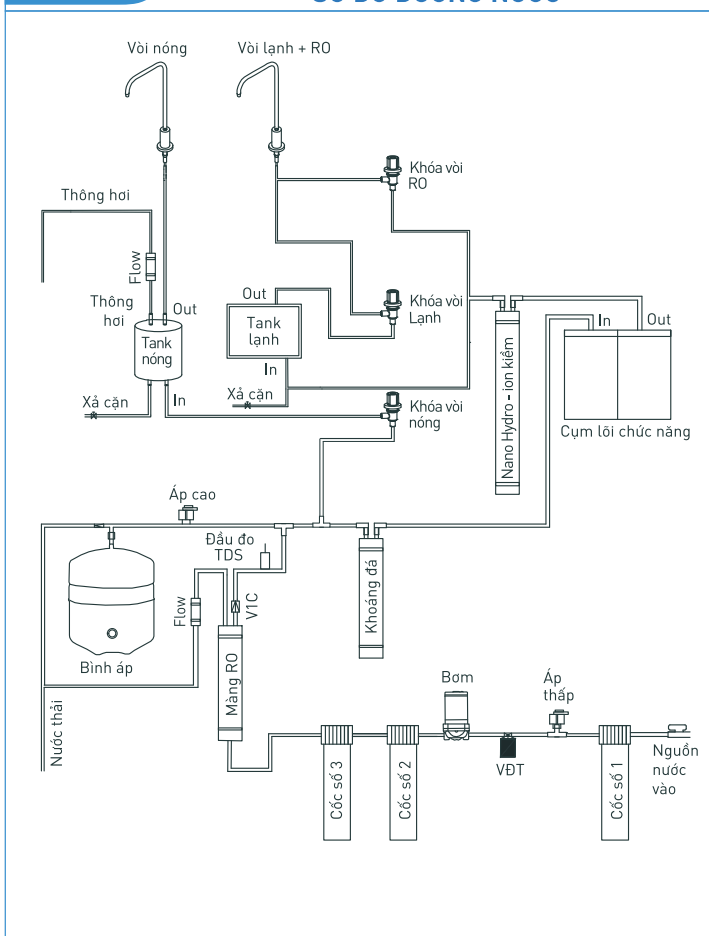 SƠ ĐỒ ĐƯỜNG NƯỚC
Vòi nóng
Vòi lạnh + RO
Khóa vòi
RO
Thông hơi
Flow
Thông
hơi
Out
Tank
nóng
Xả cặn
In
Out
Tank
lạnh
In
Xả cặn
Khóa vòi
Lạnh
Khóa vòi
nóng
Nano Hydro - ion kiềm
In
Out
Cụm lõi chức năng
Áp cao
Đầu đo
TDS
Khoáng đá
Bình áp
Flow
V1C
Màng RO
Nước thải
Cốc số 3
Cốc số 2
Bơm
VĐT
Áp
thấp
Cốc số 1
Nguồn
nước
vào